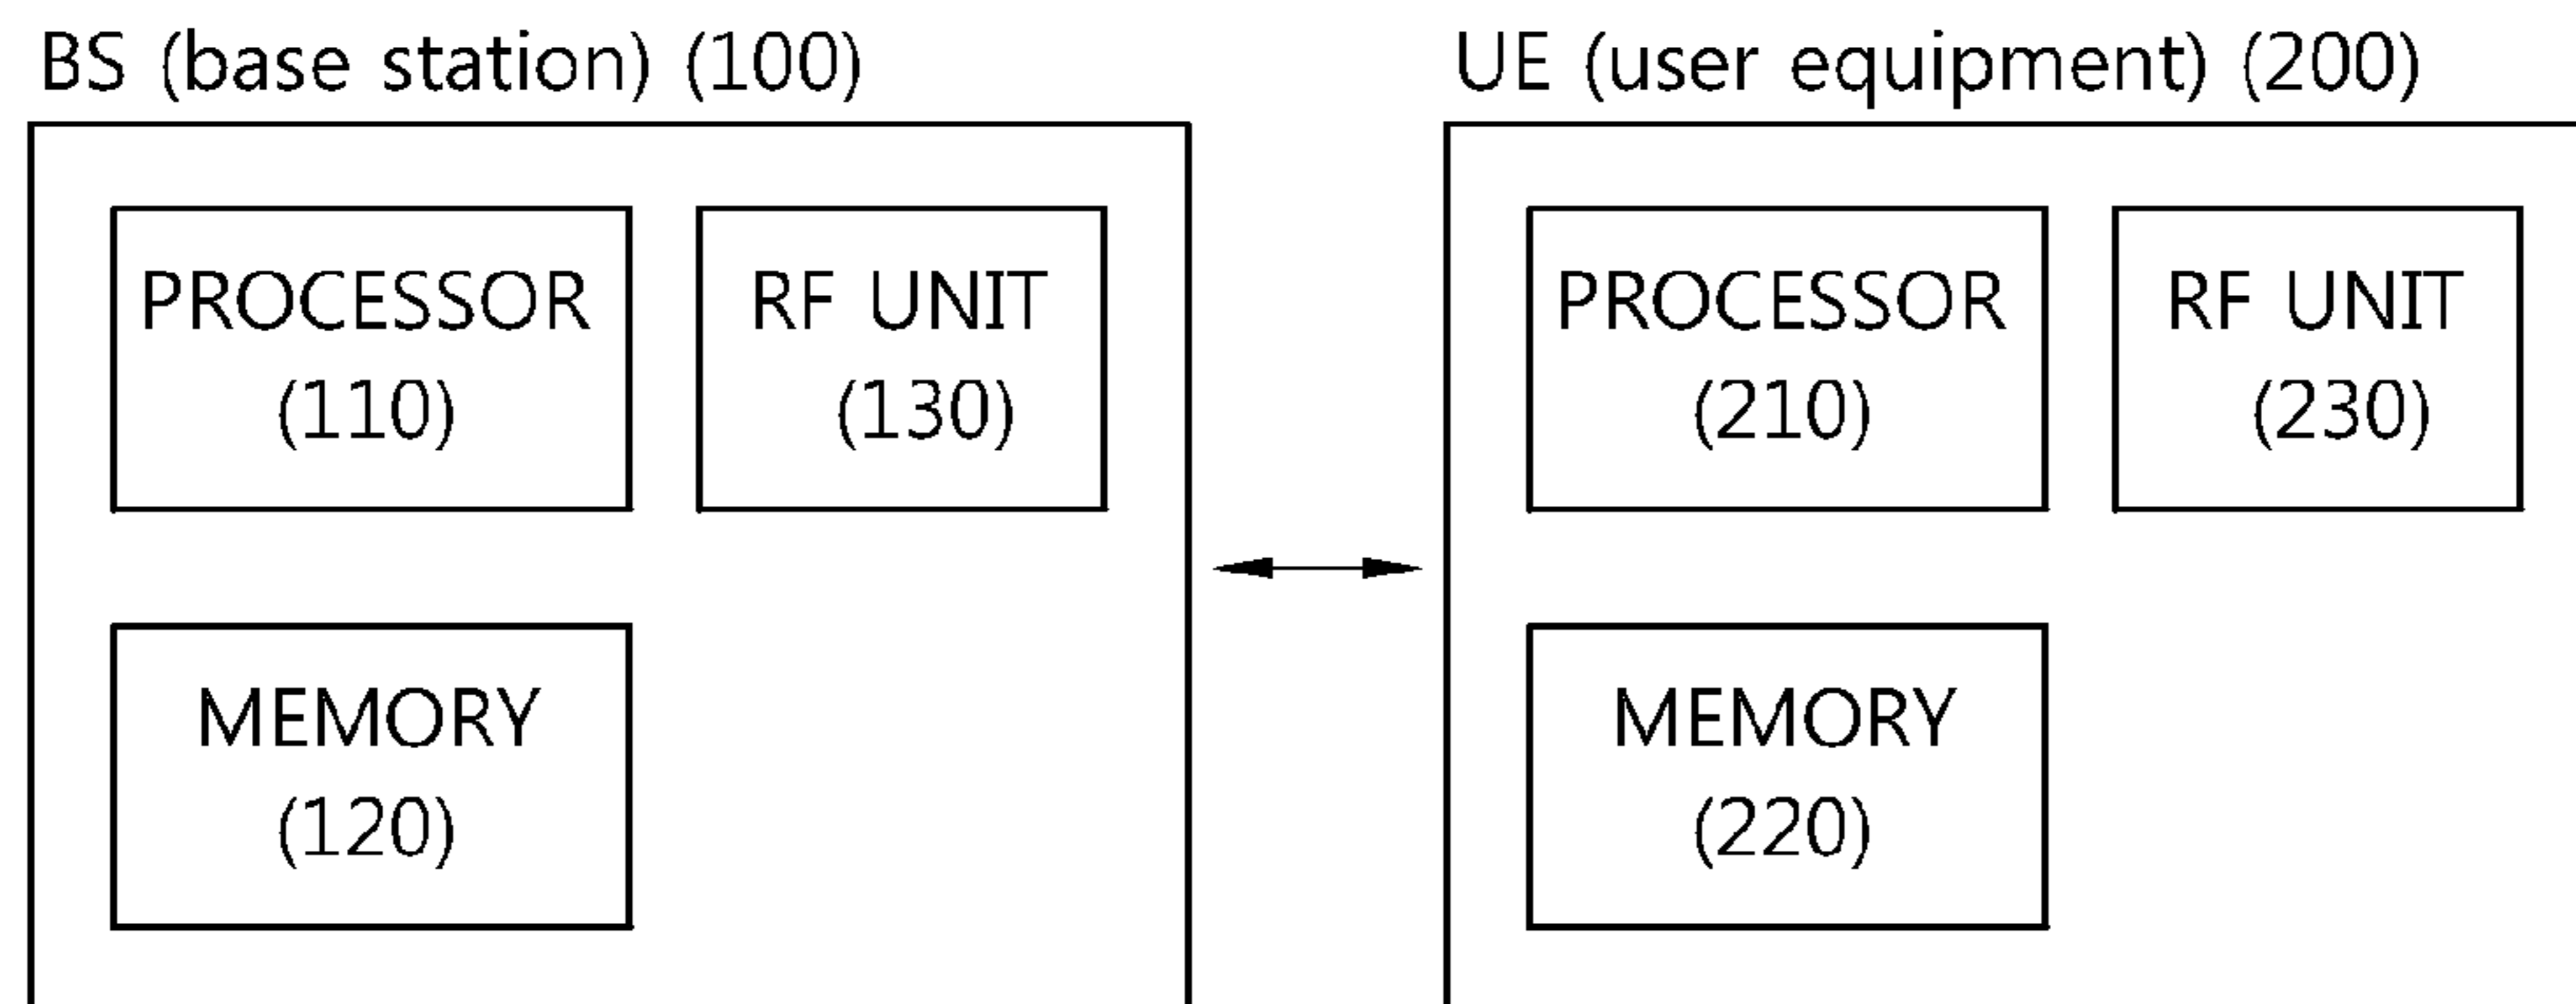 BS (base station) (100)
PROCESSOR
(110)
RF UNIT
(130)
MEMORY
(120)
UE (user equipment) (200)
PROCESSOR
(210)
RF UNIT
(230)
MEMORY
(220)